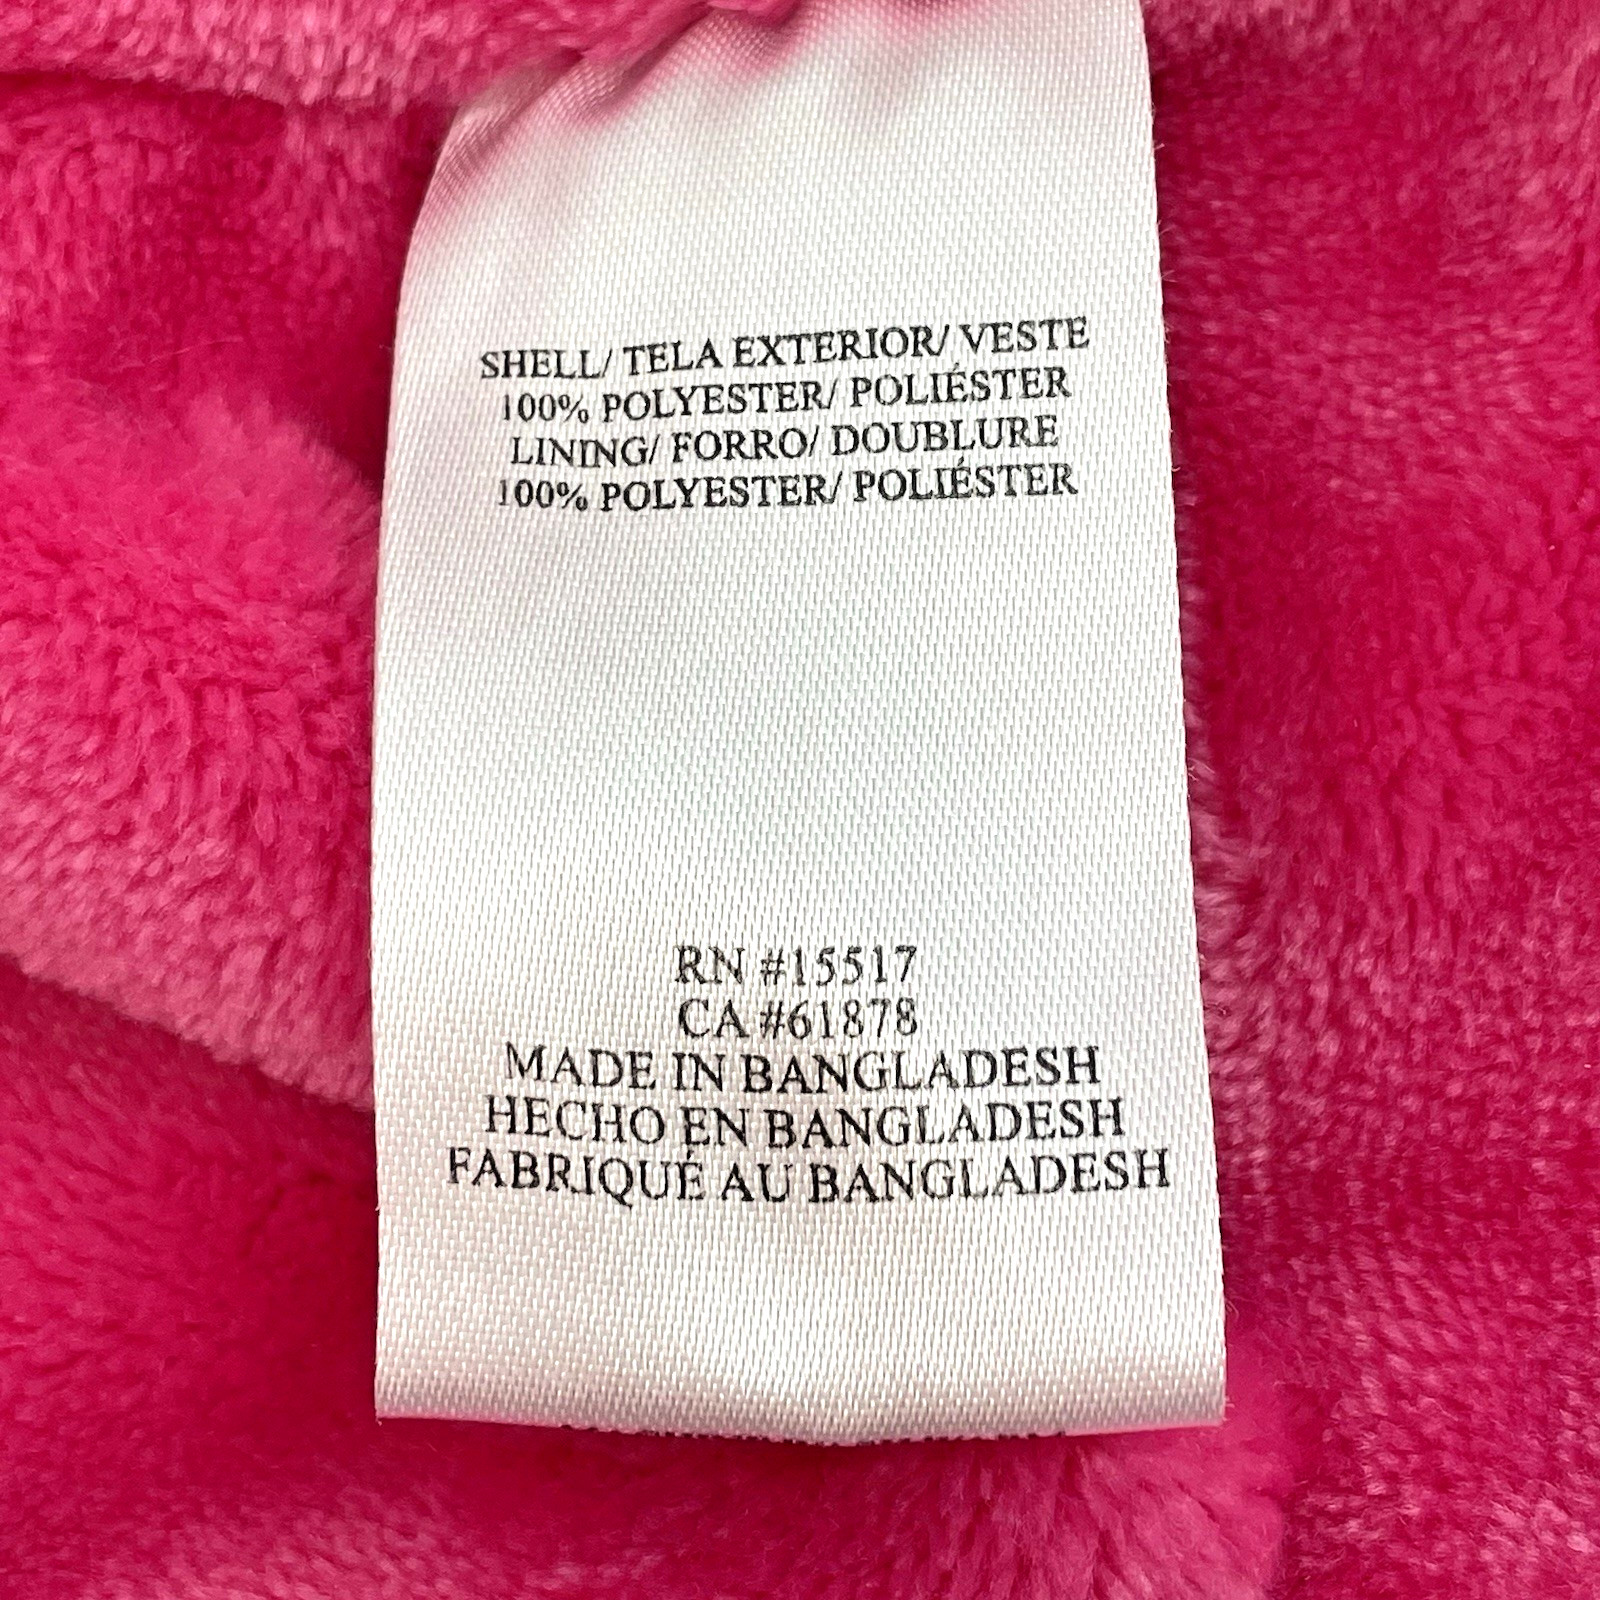 SHELL/ TELA EXTERIOR/ VESTE
100% POLYESTER/ POLIÉSTER
LINING/ FORRO/ DOUBLURE
100% POLYESTER/ POLIÉSTER
RN #15517
CA #61878
MADE IN BANGLADESH
HECHO EN BANGLADESH
FABRIQUÉ AU BANGLADESH